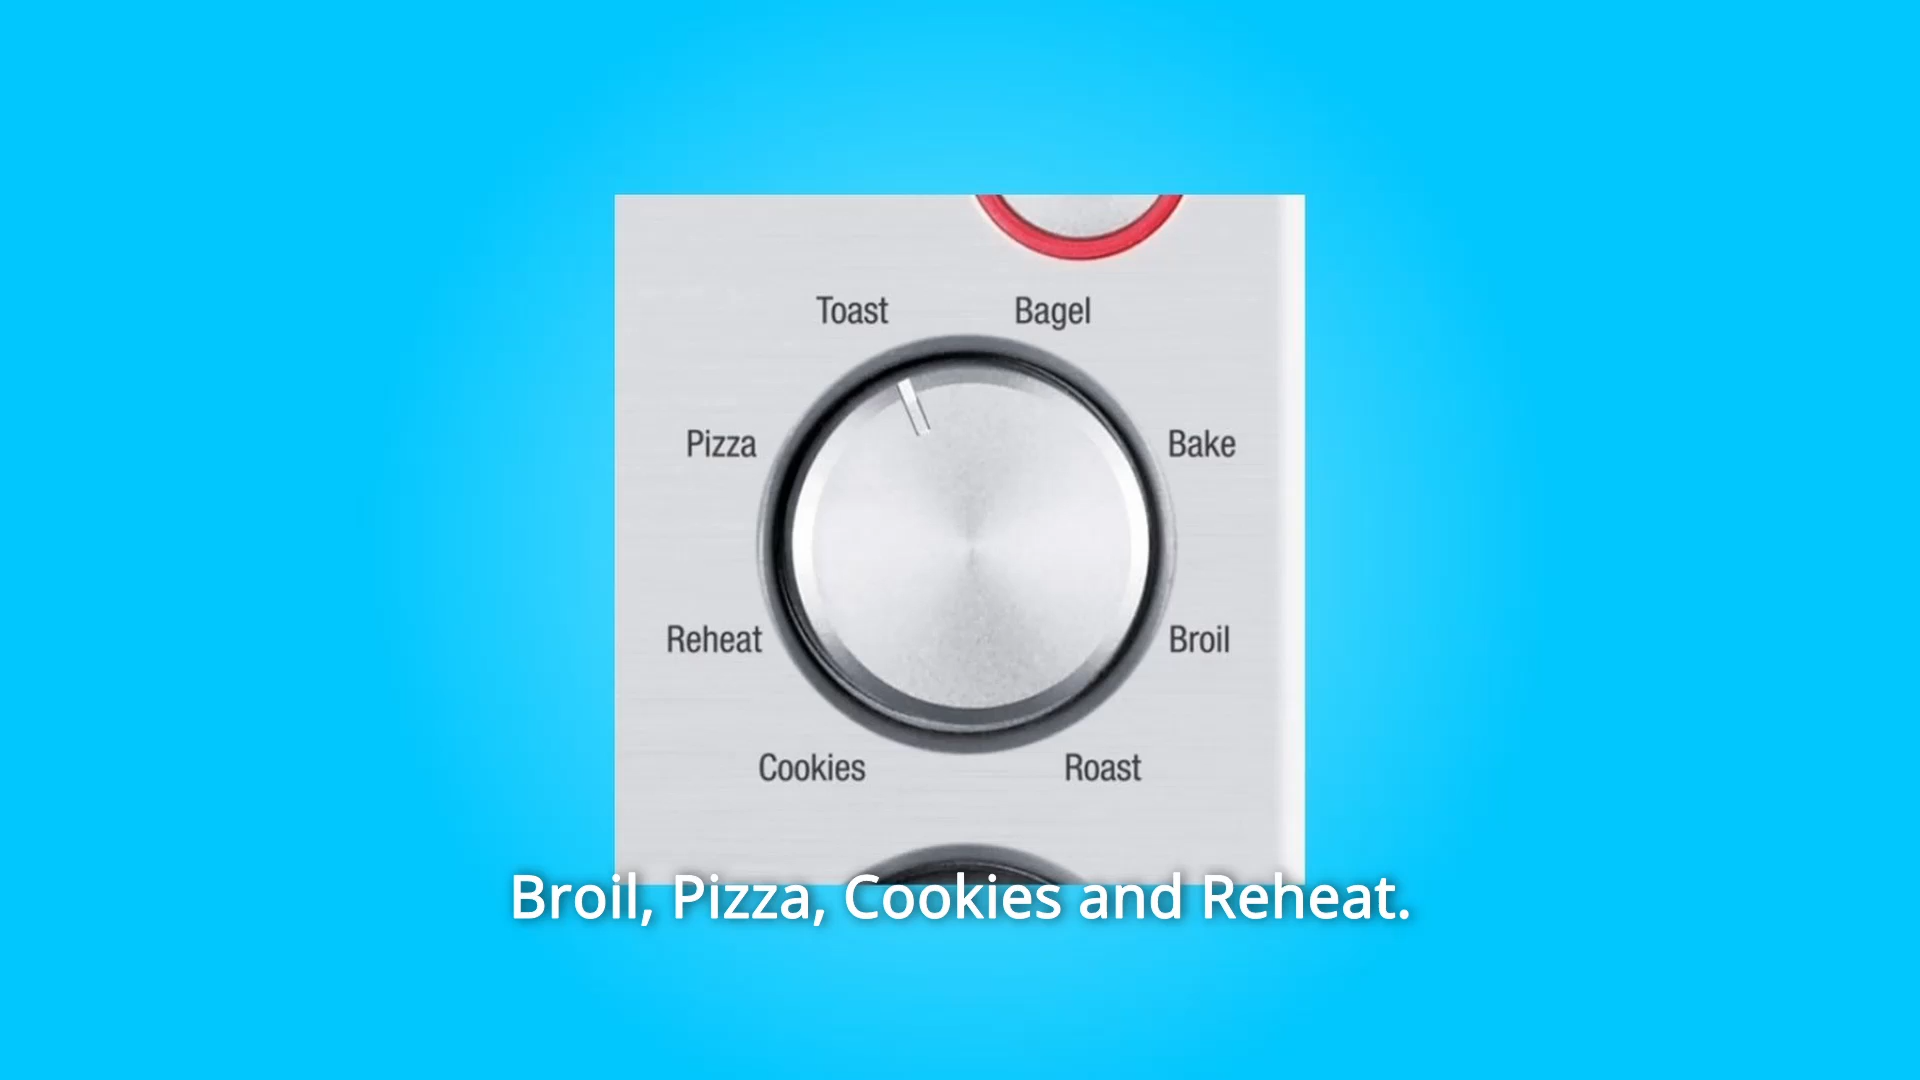 Toast Bagel
Pizza Bake
Reheat Broil
Cookies Roast
Broil, Pizza, Cookies and Reheat.